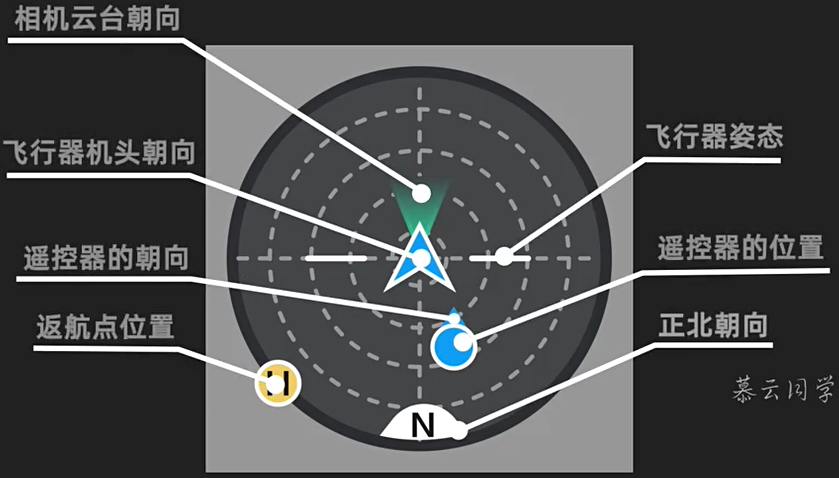 相机云台朝向
飞行器机头朝向
飞行器姿态
遥控器的朝向
遥控器的位置
返航点位置
正北朝向
H
N
慕云同学